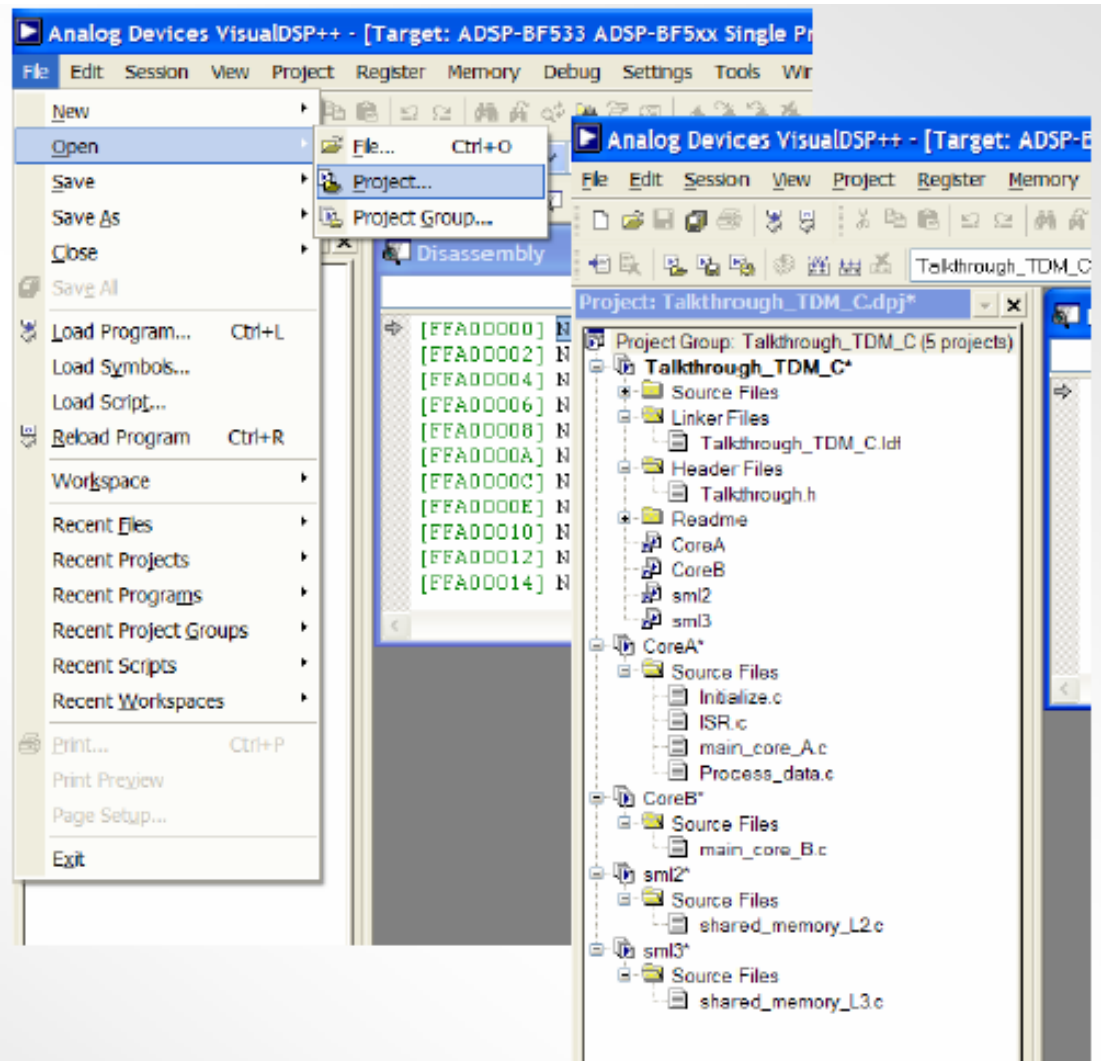 Analog Devices VisualDSP++ - [Target: ADSP-BF533 ADSP-BF5xx Single Pr
File Edit Session View Project Register Memory Debug Settings Tools Wir
New
Open
Save
Save As
Close
Save All
Load Program... Ctrl+L
Load Symbols...
Load Script...
Reload Program Ctrl+R
Workspace
Recent Files
Recent Projects
Recent Programs
Recent Project Groups
Recent Scripts
Recent Workspaces
Print... Ctrl+P
Print Preview
Page Setup...
Exit
File... Ctrl+O
Project...
Project Group...
Disassembly
[FFA00000] N
[FFA00002] N
[FFA00004] N
[FFA00006] N
[FFA00008] N
[FFA0000A] N
[FFA0000C] N
[FFA0000E] N
[FFA00010] N
[FFA00012] N
[FFA00014] N
Analog Devices VisualDSP++ - [Target: ADSP-B
File Edit Session View Project Register Memory
Talkthrough_TDM_C
Project: Talkthrough_TDM_C.dpj*
Project Group: Talkthrough_TDM_C (5 projects)
Talkthrough_TDM_C*
Source Files
Linker Files
Talkthrough_TDM_C.ldf
Header Files
Talkthrough.h
Readme
CoreA
CoreB
sml2
sml3
CoreA*
Source Files
Initialize.c
ISR.c
main_core_A.c
Process_data.c
CoreB*
Source Files
main_core_B.c
sml2*
Source Files
shared_memory_L2.c
sml3*
Source Files
shared_memory_L3.c